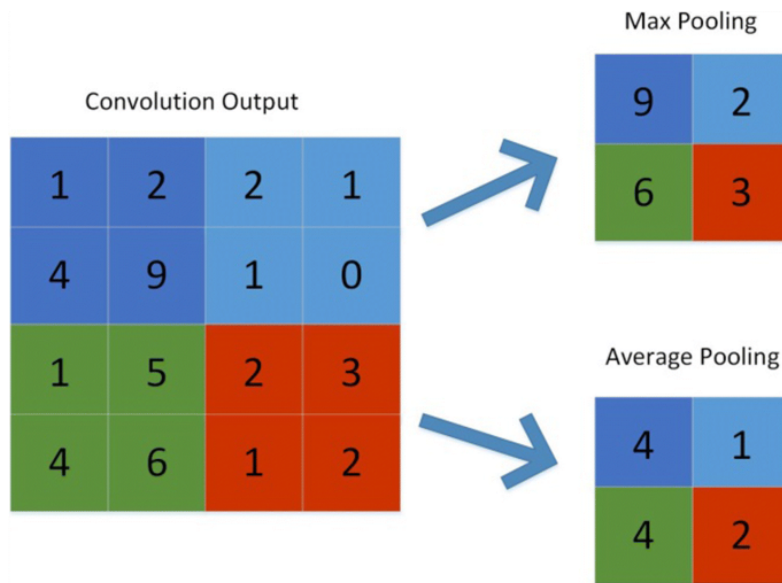 Max Pooling
9 2
6 3
Convolution Output
1 2 2 1
4 9 1 0
1 5 2 3
4 6 1 2
Average Pooling
4 1
4 2